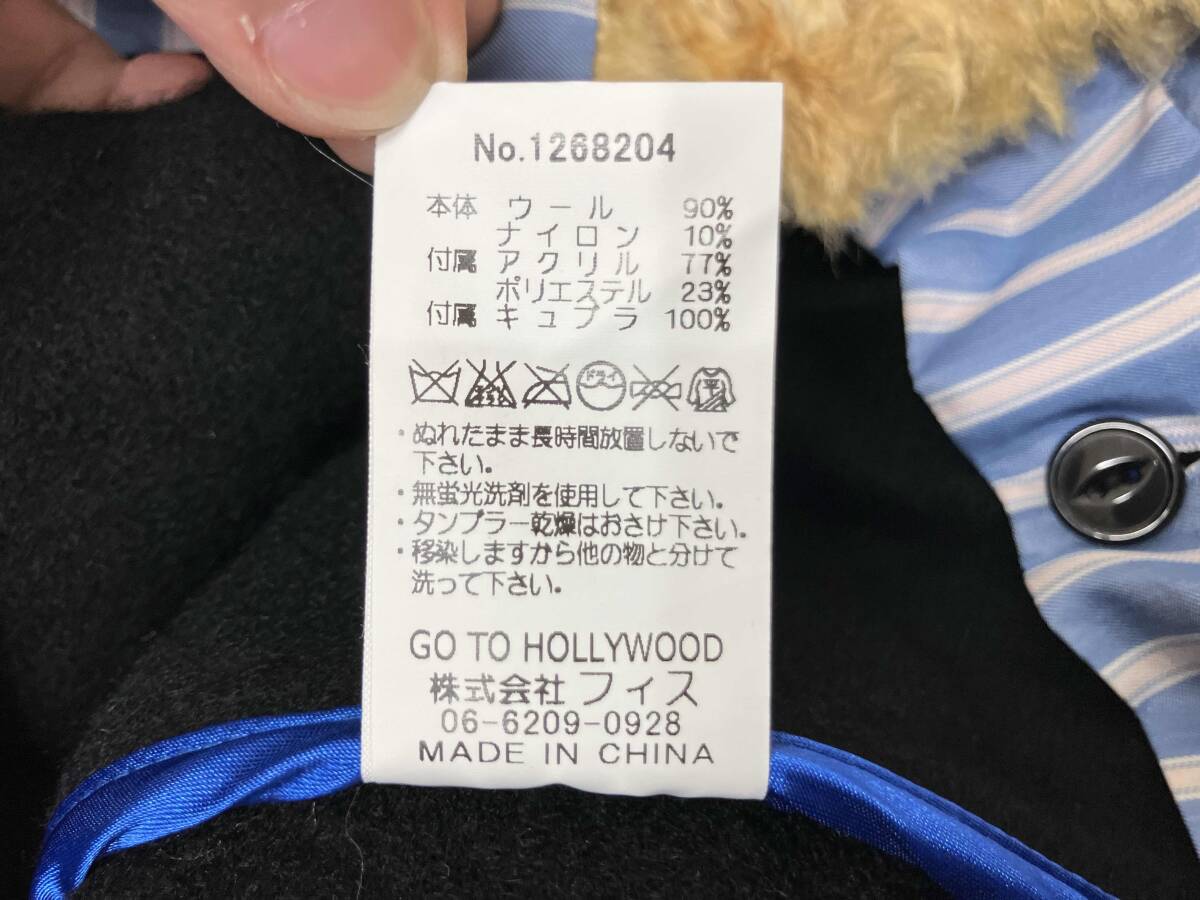 No.1268204
本体 ウール 90%
ナイロン 10%
付属 アクリル 77%
ポリエステル 23%
付属 キュプラ 100%
ドライ 平
・ぬれたまま長時間放置しないで
下さい。
・無蛍光洗剤を使用して下さい。
・タンブラー乾燥はおさけ下さい。
・移染しますから他の物と分けて
洗って下さい。
GO TO HOLLYWOOD
株式会社フィス
06-6209-0928
MADE IN CHINA